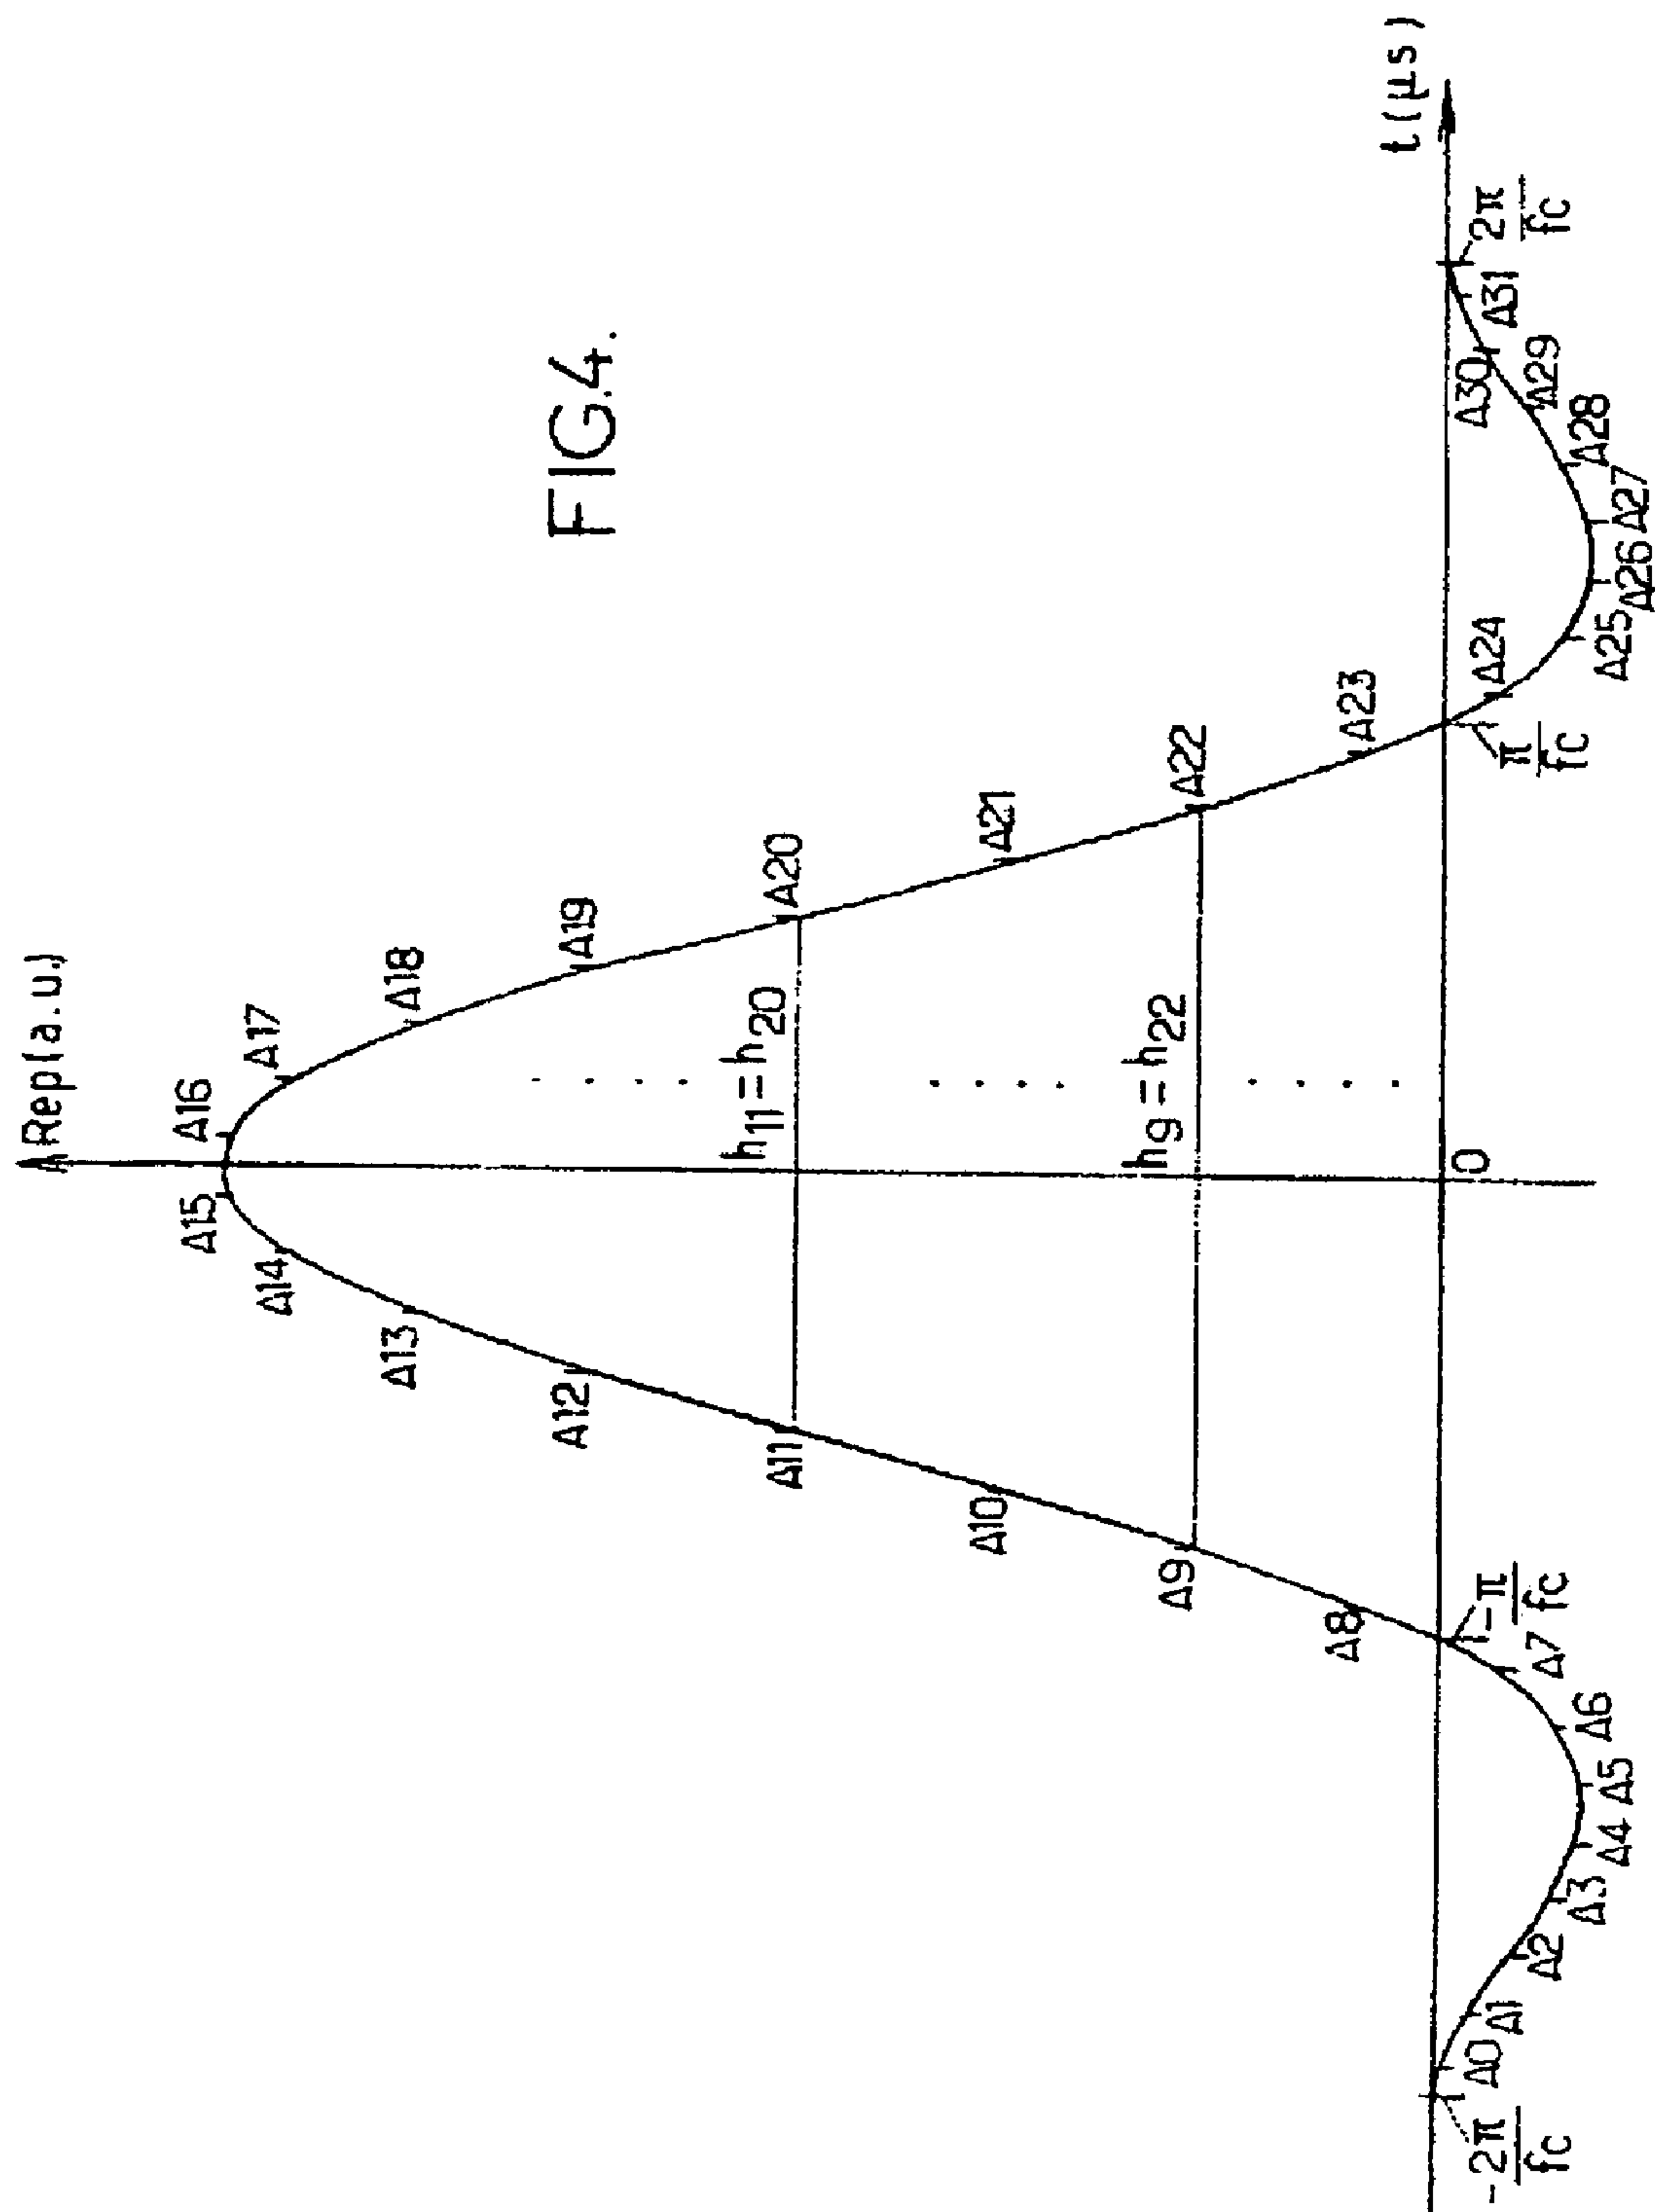 Rep(a.u.)
FIG.4.
Δ15
Δ16
Δ14
Δ17
Δ13
Δ18
Δ12
Δ19
Δ11
h11=h20
Δ20
Δ10
Δ21
Δ9
h9=h22
Δ22
Δ8
Δ23
t(μs)
-2π/fc
-π/fc
0
π/fc
2π/fc
Δ0
Δ1
Δ2
Δ3
Δ4
Δ5
Δ6
Δ7
Δ24
Δ25
Δ26
Δ27
Δ28
Δ29
Δ30
Δ31